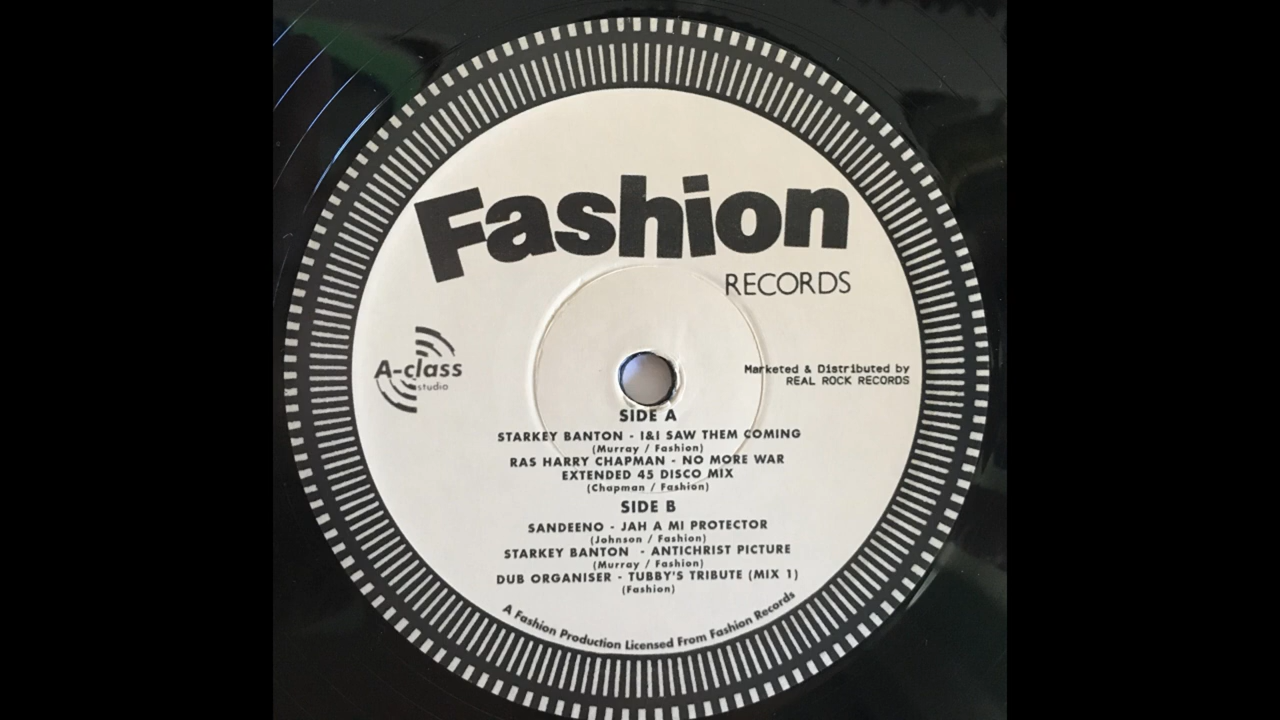 Fashion
RECORDS
A-class
studio
Marketed & Distributed by
REAL ROCK RECORDS
SIDE A
STARKEY BANTON - I&I SAW THEM COMING
(Murray / Fashion)
RAS HARRY CHAPMAN - NO MORE WAR
EXTENDED 45 DISCO MIX
(Chapman / Fashion)
SIDE B
SANDEENO - JAH A MI PROTECTOR
(Johnson / Fashion)
STARKEY BANTON - ANTICHRIST PICTURE
(Murray / Fashion)
DUB ORGANISER - TUBBY'S TRIBUTE (MIX 1)
(Fashion)
A Fashion Production Licensed From Fashion Records